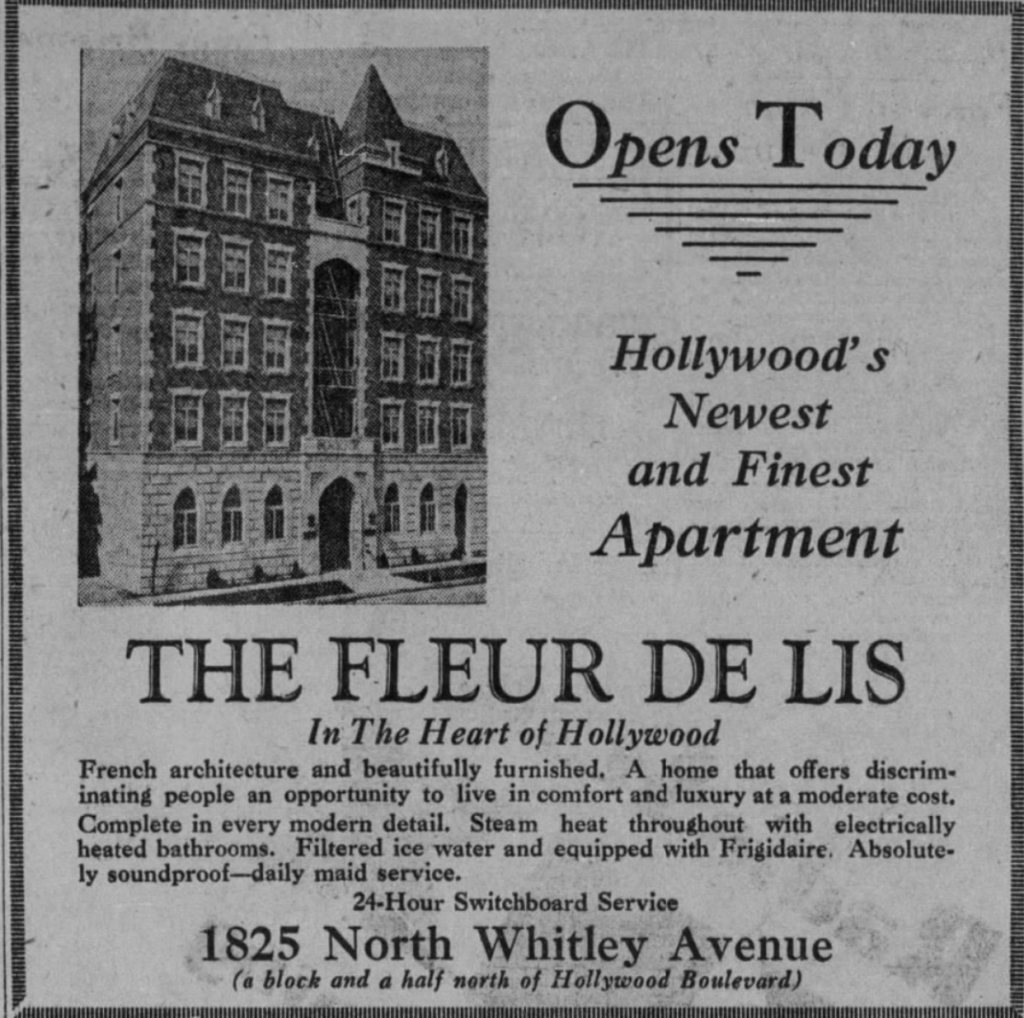 Opens Today
Hollywood's
Newest
and Finest
Apartment
THE FLEUR DE LIS
In The Heart of Hollywood
French architecture and beautifully furnished. A home that offers discrim-
inating people an opportunity to live in comfort and luxury at a moderate cost.
Complete in every modern detail. Steam heat throughout with electrically
heated bathrooms. Filtered ice water and equipped with Frigidaire. Absolute-
ly soundproof—daily maid service.
24-Hour Switchboard Service
1825 North Whitley Avenue
(a block and a half north of Hollywood Boulevard)